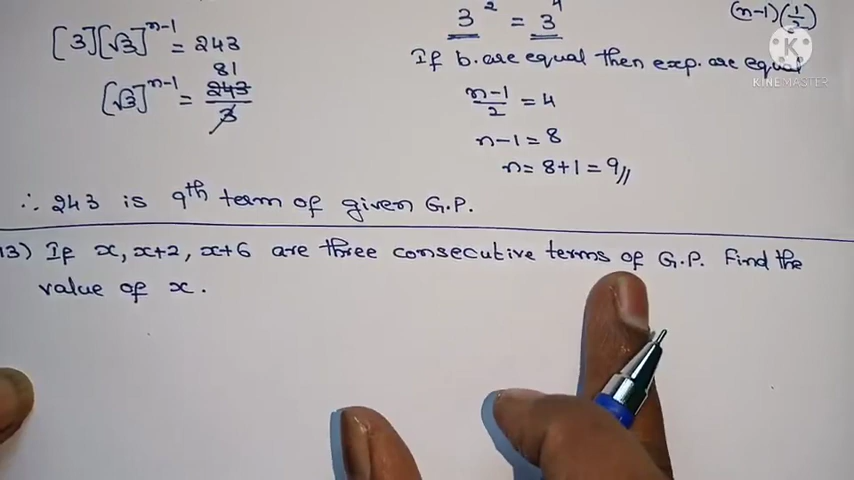 [3][√3]^n-1 = 243
[√3]^n-1 = 243/3
81
3^2 = 3^4
(n-1)(1/2)
If b. are equal then exp. are equal
n-1/2 = 4
n-1 = 8
n = 8+1 = 9//
∴ 243 is 9th term of given G.P.
13) If x, x+2, x+6 are three consecutive terms of G.P. Find the
value of x.
K
KINEMASTER